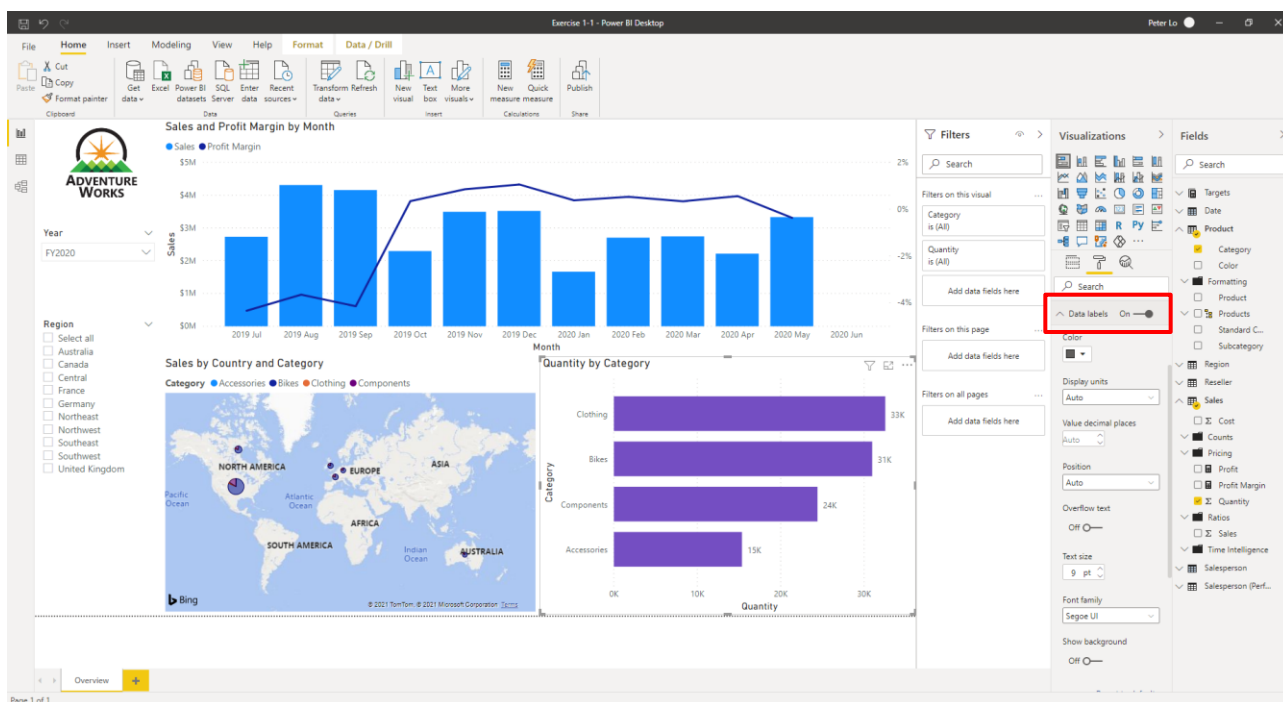 Exercise 1-1 - Power BI Desktop
Peter Lo
File Home Insert Modeling View Help Format Data / Drill
Paste
Cut
Copy
Format painter
Get data
Excel
Power BI datasets
SQL Server
Enter data
Recent sources
Transform data
Refresh
New visual
Text box
More visuals
New measure
Quick measure
Publish
Clipboard Data Queries Insert Calculations Share
ADVENTURE
WORKS
Year
FY2020
Region
Select all
Australia
Canada
Central
France
Germany
Northeast
Northwest
Southeast
Southwest
United Kingdom
Sales and Profit Margin by Month
Sales Profit Margin
$5M
$4M
$3M
$2M
$1M
$0M
Sales
2%
0%
-2%
-4%
2019 Jul 2019 Aug 2019 Sep 2019 Oct 2019 Nov 2019 Dec 2020 Jan 2020 Feb 2020 Mar 2020 Apr 2020 May 2020 Jun
Month
Sales by Country and Category
Category Accessories Bikes Clothing Components
NORTH AMERICA
EUROPE
ASIA
Pacific
Ocean
Atlantic
Ocean
AFRICA
SOUTH AMERICA
Indian
Ocean
AUSTRALIA
Bing
© 2021 TomTom, © 2021 Microsoft Corporation Terms
Quantity by Category
Category
Clothing 33K
Bikes 31K
Components 24K
Accessories 15K
0K 10K 20K 30K
Quantity
Filters
Search
Filters on this visual ...
Category
is (All)
Quantity
is (All)
Add data fields here
Filters on this page ...
Add data fields here
Filters on all pages ...
Add data fields here
Visualizations
R Py
...
Search
Data labels On
Color
Display units
Auto
Value decimal places
Auto
Position
Auto
Overflow text
Off
Text size
9 pt
Font family
Segoe UI
Show background
Off
Fields
Search
Targets
Date
Product
Category
Color
Formatting
Product
Products
Standard C...
Subcategory
Region
Reseller
Sales
Σ Cost
Counts
Pricing
Profit
Profit Margin
Σ Quantity
Ratios
Σ Sales
Time Intelligence
Salesperson
Salesperson (Perf...
Overview +
Page 1 of 1